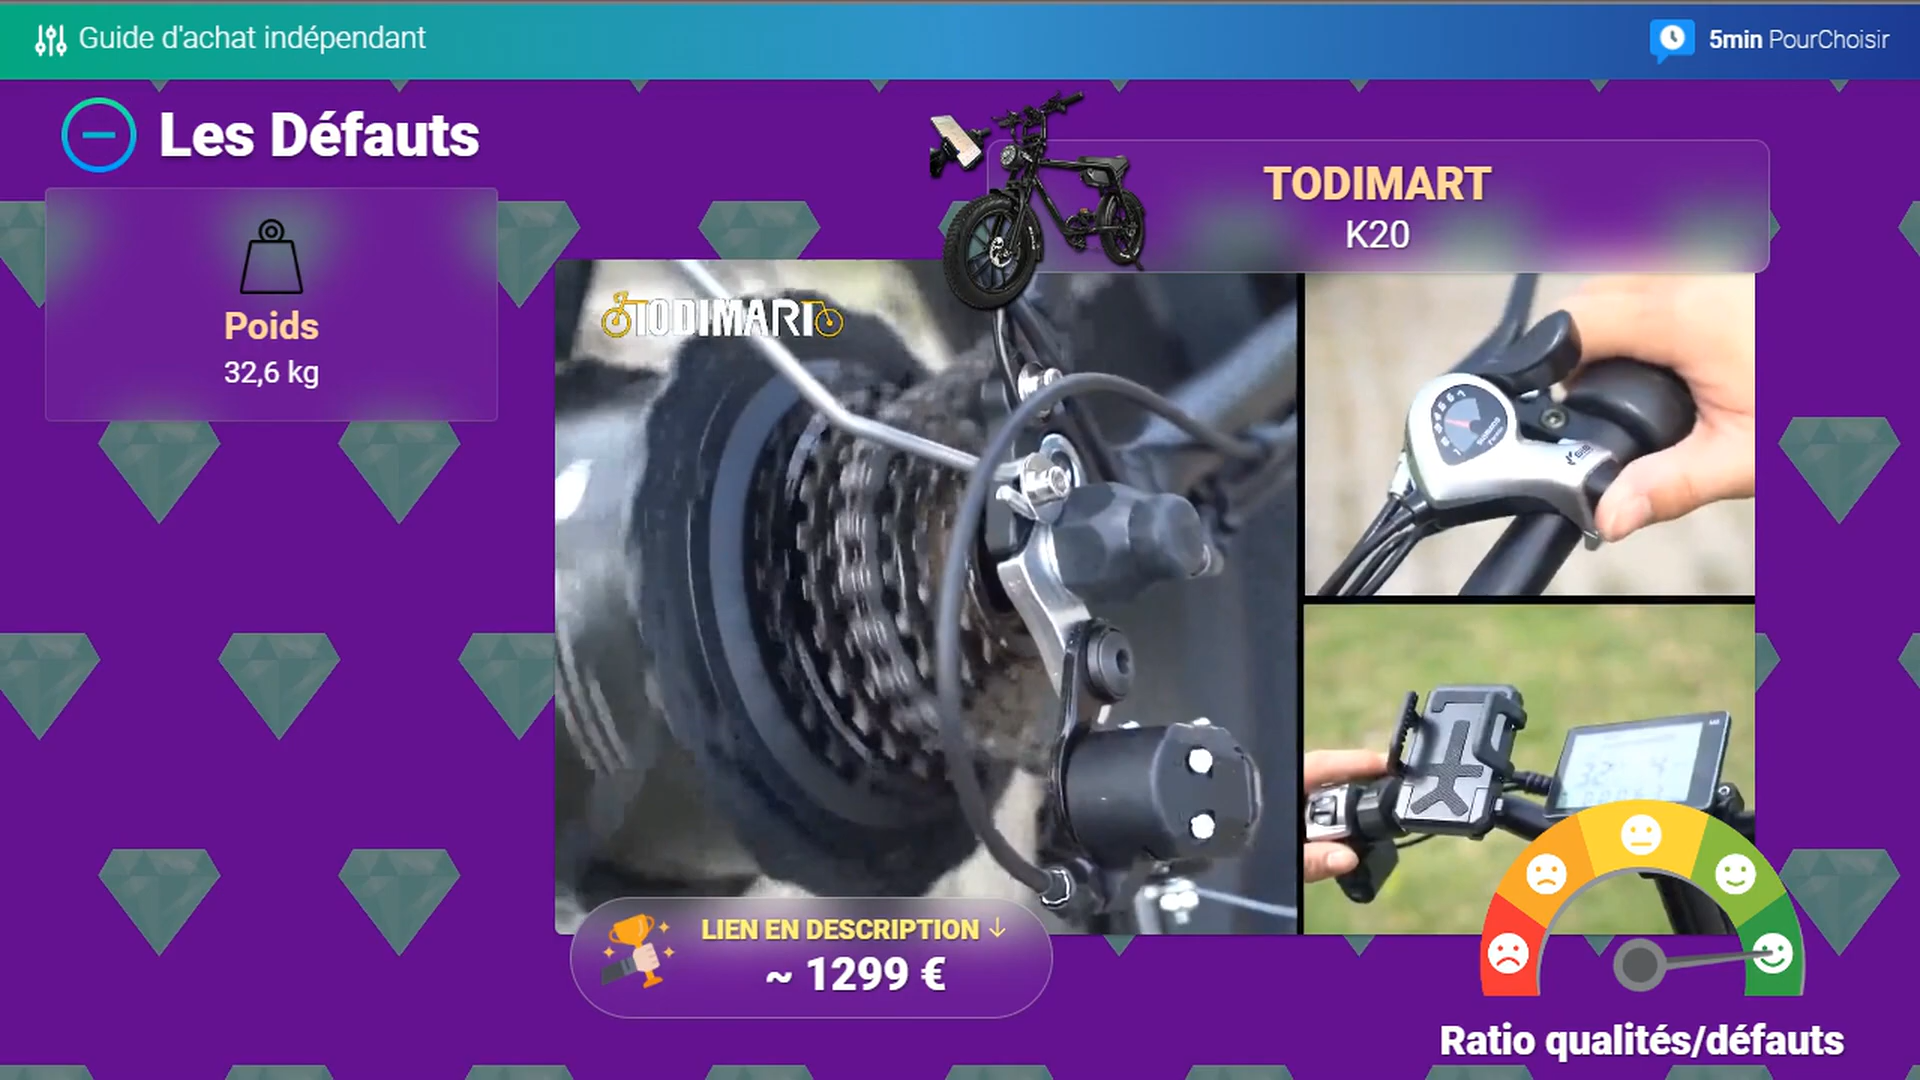 Guide d'achat indépendant
5min PourChoisir
Les Défauts
TODIMART
K20
Poids
32,6 kg
TODIMART
LIEN EN DESCRIPTION ↓
~ 1299 €
Ratio qualités/défauts